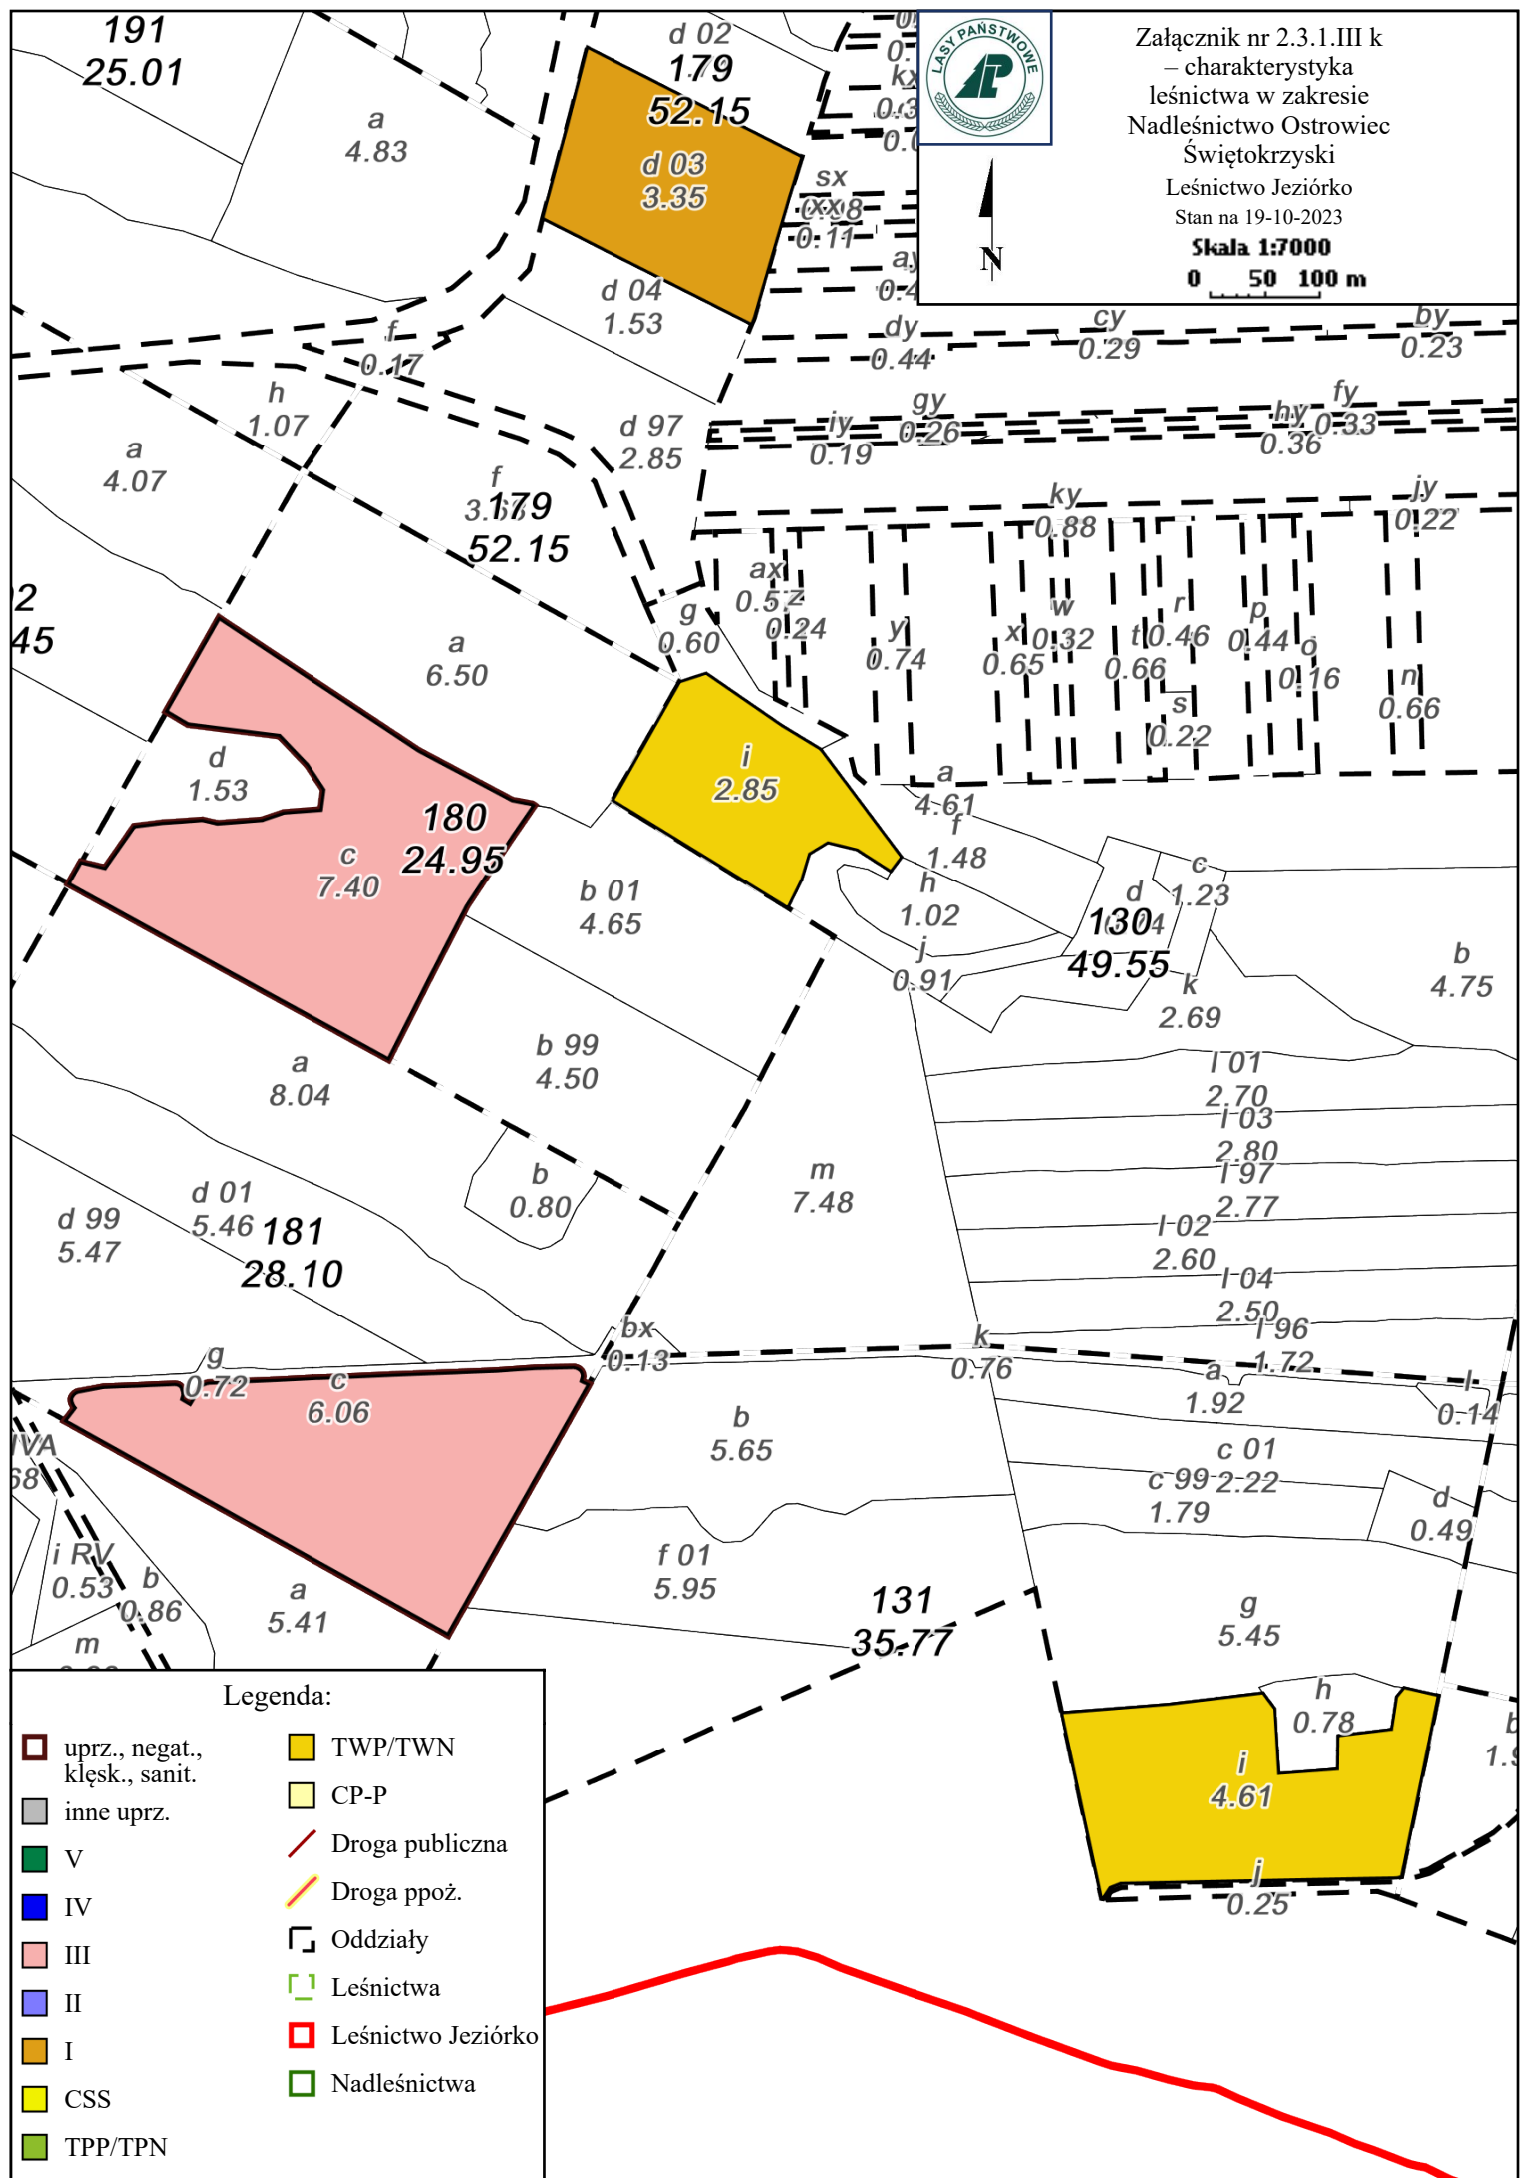 LASY PAŃSTWOWE
Załącznik nr 2.3.1.III k
– charakterystyka
leśnictwa w zakresie
Nadleśnictwo Ostrowiec
Świętokrzyski
Leśnictwo Jeziórko
Stan na 19-10-2023
Skala 1:7000
0 50 100 m
N
191
25.01
a
4.83
d 02
179
52.15
d 03
3.35
sx
xx
0.11
d 04
1.53
f
0.17
dy
0.44
cy
0.29
by
0.23
h
1.07
a
4.07
d 97
2.85
iy
0.19
gy
0.26
hy
0.36
fy
0.33
f
179
52.15
ky
0.88
jy
0.22
ax
z
0.24
g
0.60
y
0.74
x
0.65
w
0.32
t
0.66
r
0.46
s
0.22
p
0.44
o
0.16
n
0.66
45
a
6.50
d
1.53
i
2.85
a
4.61
f
1.48
180
24.95
c
7.40
b 01
4.65
h
1.02
j
0.91
d
130
49.55
c
1.23
k
2.69
b
4.75
b 99
4.50
a
8.04
l 01
2.70
l 03
2.80
l 97
2.77
l 02
2.60
l 04
2.50
l 96
1.72
m
7.48
b
0.80
d 01
5.46
d 99
5.47
181
28.10
bx
0.13
k
0.76
g
0.72
c
6.06
a
1.92
l
0.14
b
5.65
c 01
2.22
c 99
1.79
d
0.49
IVA
68
i RV
0.53
b
0.86
a
5.41
m
f 01
5.95
131
35.77
g
5.45
h
0.78
i
4.61
j
0.25
b
Legenda:
uprz., negat.,
klęsk., sanit.
inne uprz.
V
IV
III
II
I
CSS
TPP/TPN
TWP/TWN
CP-P
Droga publiczna
Droga ppoż.
Oddziały
Leśnictwa
Leśnictwo Jeziórko
Nadleśnictwa